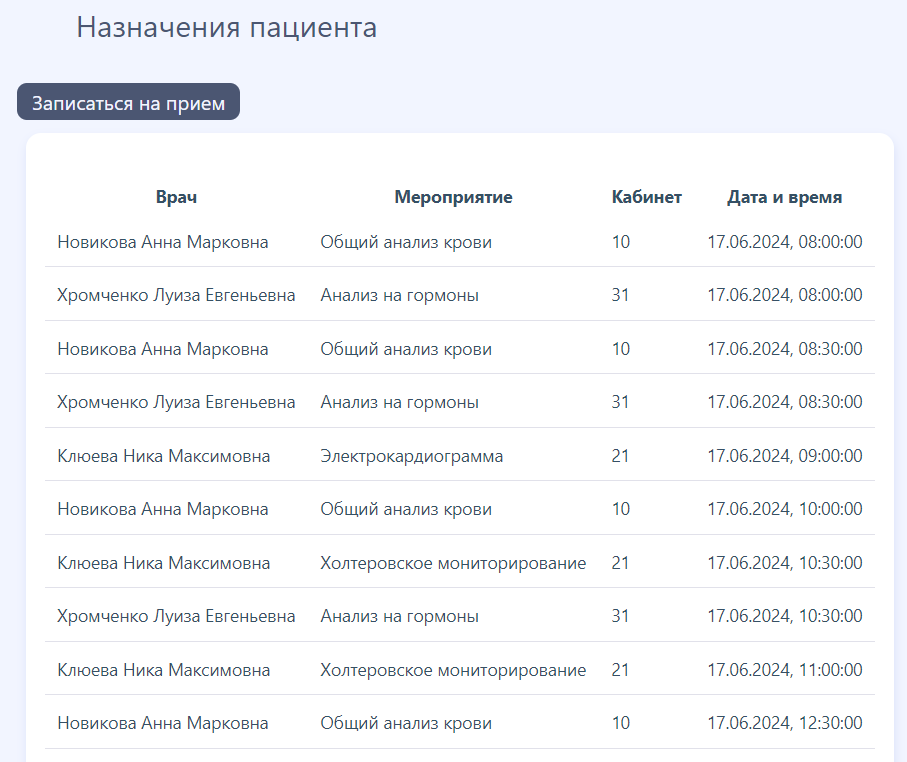 Назначения пациента
Записаться на прием
Врач Мероприятие Кабинет Дата и время
Новикова Анна Марковна Общий анализ крови 10 17.06.2024, 08:00:00
Хромченко Луиза Евгеньевна Анализ на гормоны 31 17.06.2024, 08:00:00
Новикова Анна Марковна Общий анализ крови 10 17.06.2024, 08:30:00
Хромченко Луиза Евгеньевна Анализ на гормоны 31 17.06.2024, 08:30:00
Клюева Ника Максимовна Электрокардиограмма 21 17.06.2024, 09:00:00
Новикова Анна Марковна Общий анализ крови 10 17.06.2024, 10:00:00
Клюева Ника Максимовна Холтеровское мониторирование 21 17.06.2024, 10:30:00
Хромченко Луиза Евгеньевна Анализ на гормоны 31 17.06.2024, 10:30:00
Клюева Ника Максимовна Холтеровское мониторирование 21 17.06.2024, 11:00:00
Новикова Анна Марковна Общий анализ крови 10 17.06.2024, 12:30:00